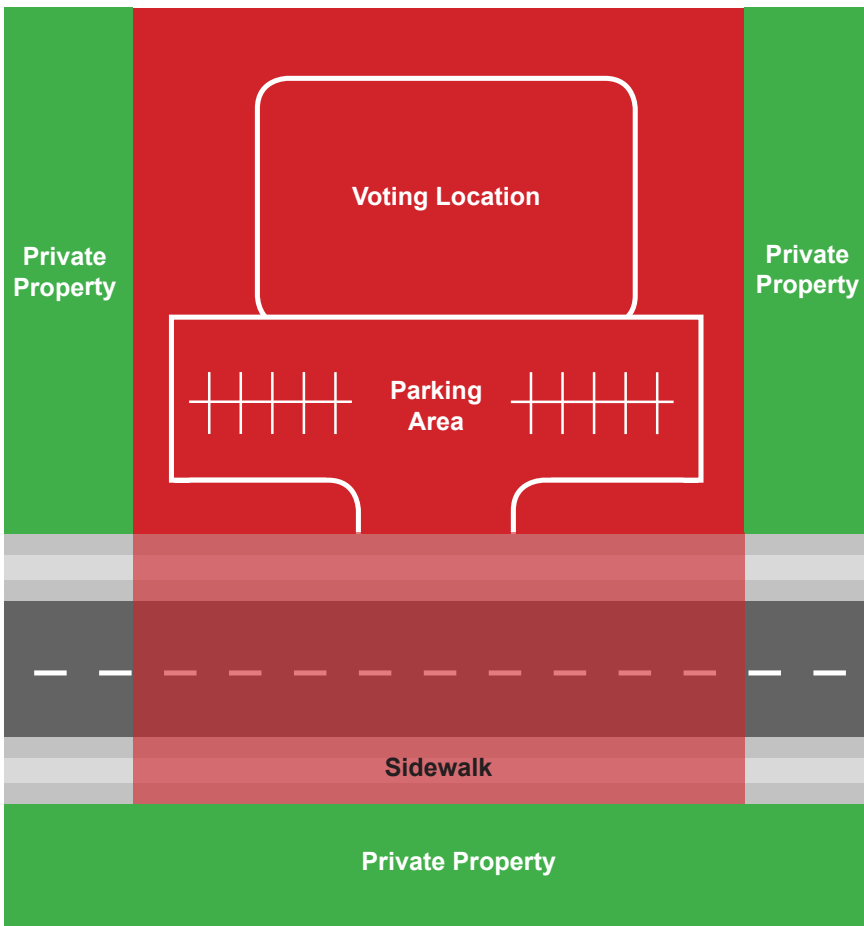 Voting Location
Private
Property
Private
Property
Parking
Area
Sidewalk
Private Property